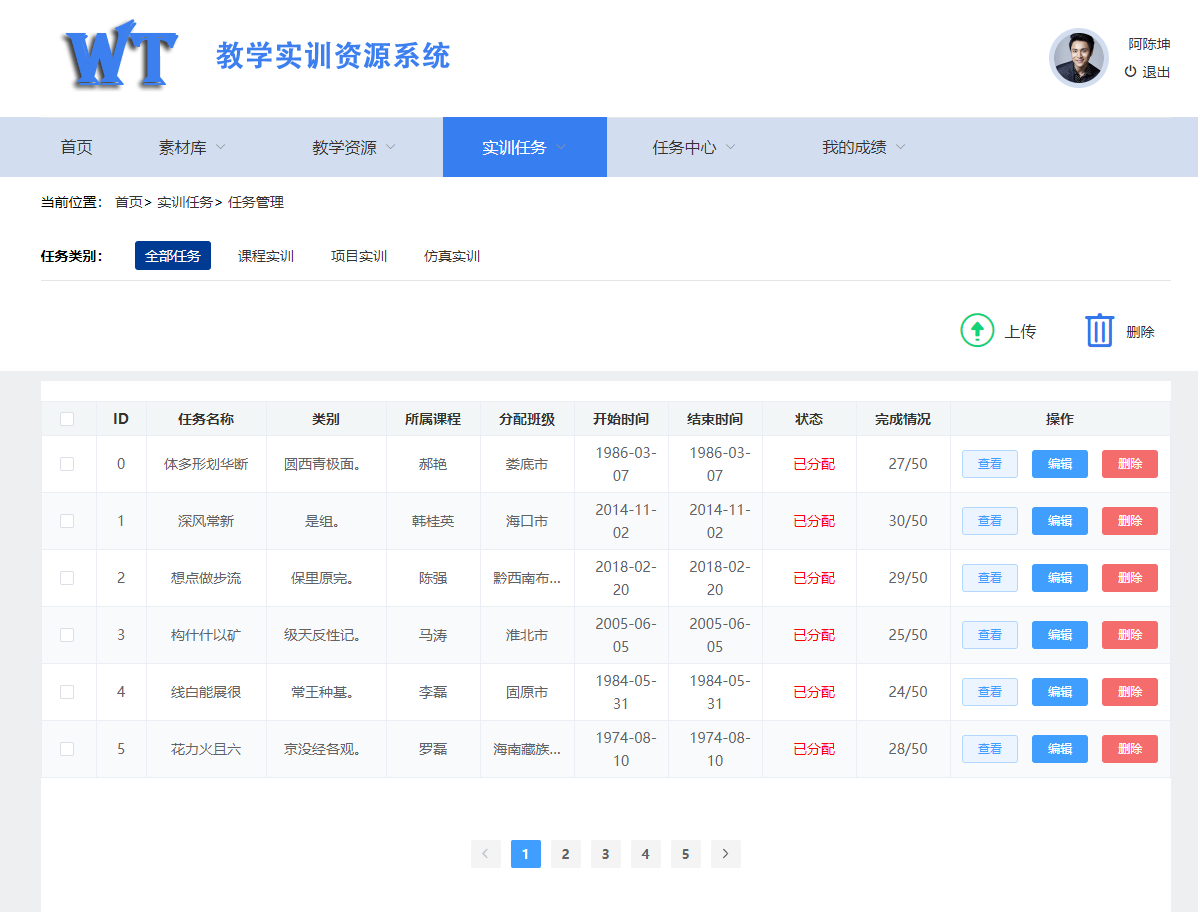 WT
教学实训资源系统
阿陈坤
退出
首页 素材库 教学资源 实训任务 任务中心 我的成绩
当前位置: 首页> 实训任务> 任务管理
任务类别: 全部任务 课程实训 项目实训 仿真实训
上传 删除
ID 任务名称 类别 所属课程 分配班级 开始时间 结束时间 状态 完成情况 操作
0 体多形划华断 圆西青极面。 郝艳 娄底市 1986-03-07 1986-03-07 已分配 27/50 查看 编辑 删除
1 深风常新 是组。 韩桂英 海口市 2014-11-02 2014-11-02 已分配 30/50 查看 编辑 删除
2 想点做步流 保里原完。 陈强 黔西南布... 2018-02-20 2018-02-20 已分配 29/50 查看 编辑 删除
3 构什什以矿 级天反性记。 马涛 淮北市 2005-06-05 2005-06-05 已分配 25/50 查看 编辑 删除
4 线白能展很 常王种基。 李磊 固原市 1984-05-31 1984-05-31 已分配 24/50 查看 编辑 删除
5 花力火且六 京没经各观。 罗磊 海南藏族... 1974-08-10 1974-08-10 已分配 28/50 查看 编辑 删除
1 2 3 4 5